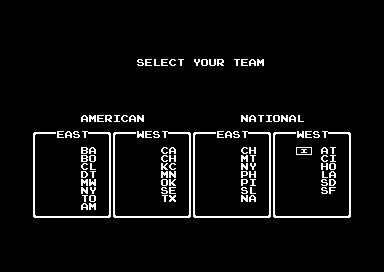 SELECT YOUR TEAM
AMERICAN NATIONAL
EAST WEST EAST WEST
BA CA CH AT
BO CH MT CI
CL KC NY HO
DT MN PH LA
MW OK PI SD
NY SE SL SF
TO TX NA
AM